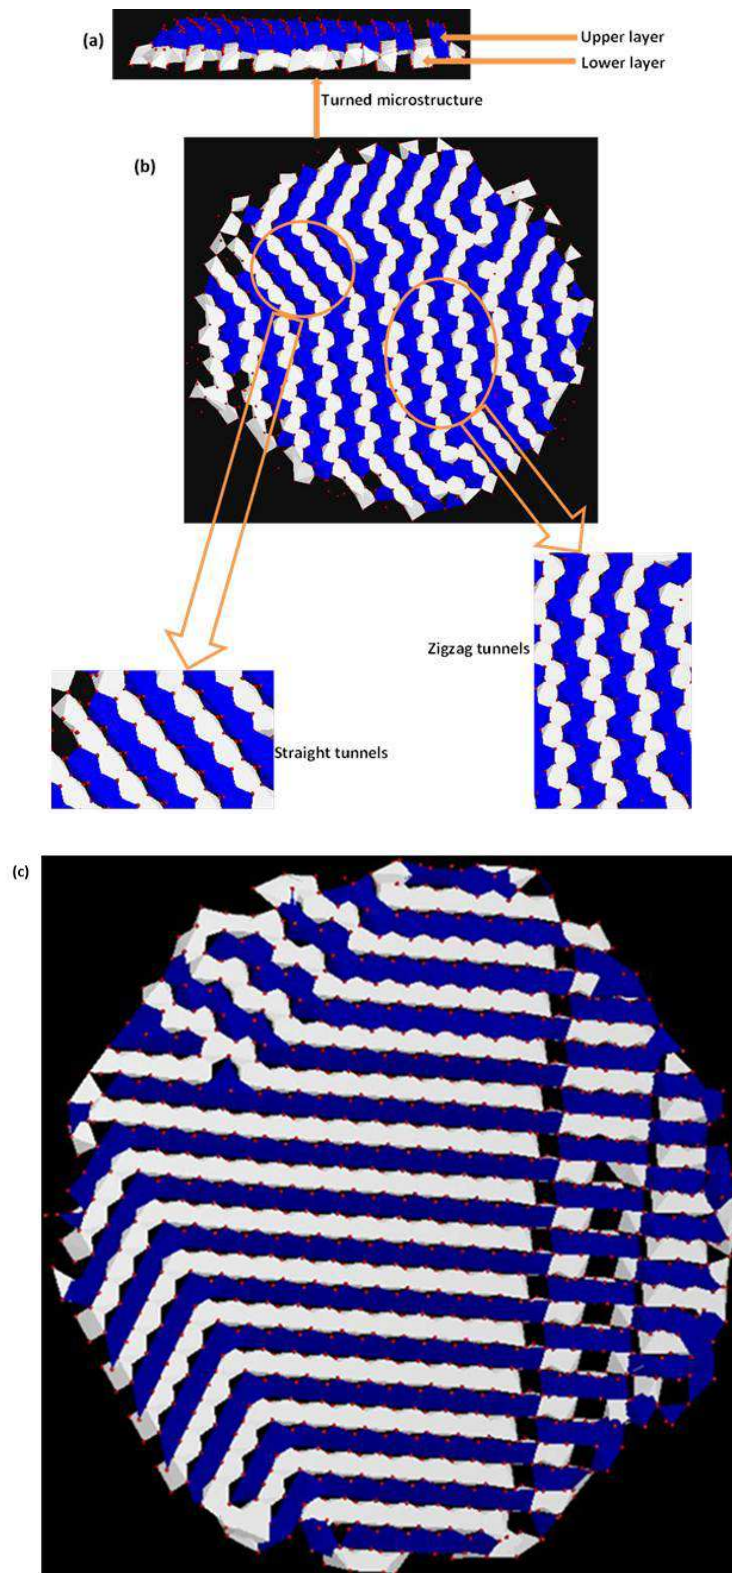 (a)
Upper layer
Lower layer
Turned microstructure
(b)
Zigzag tunnels
Straight tunnels
(c)